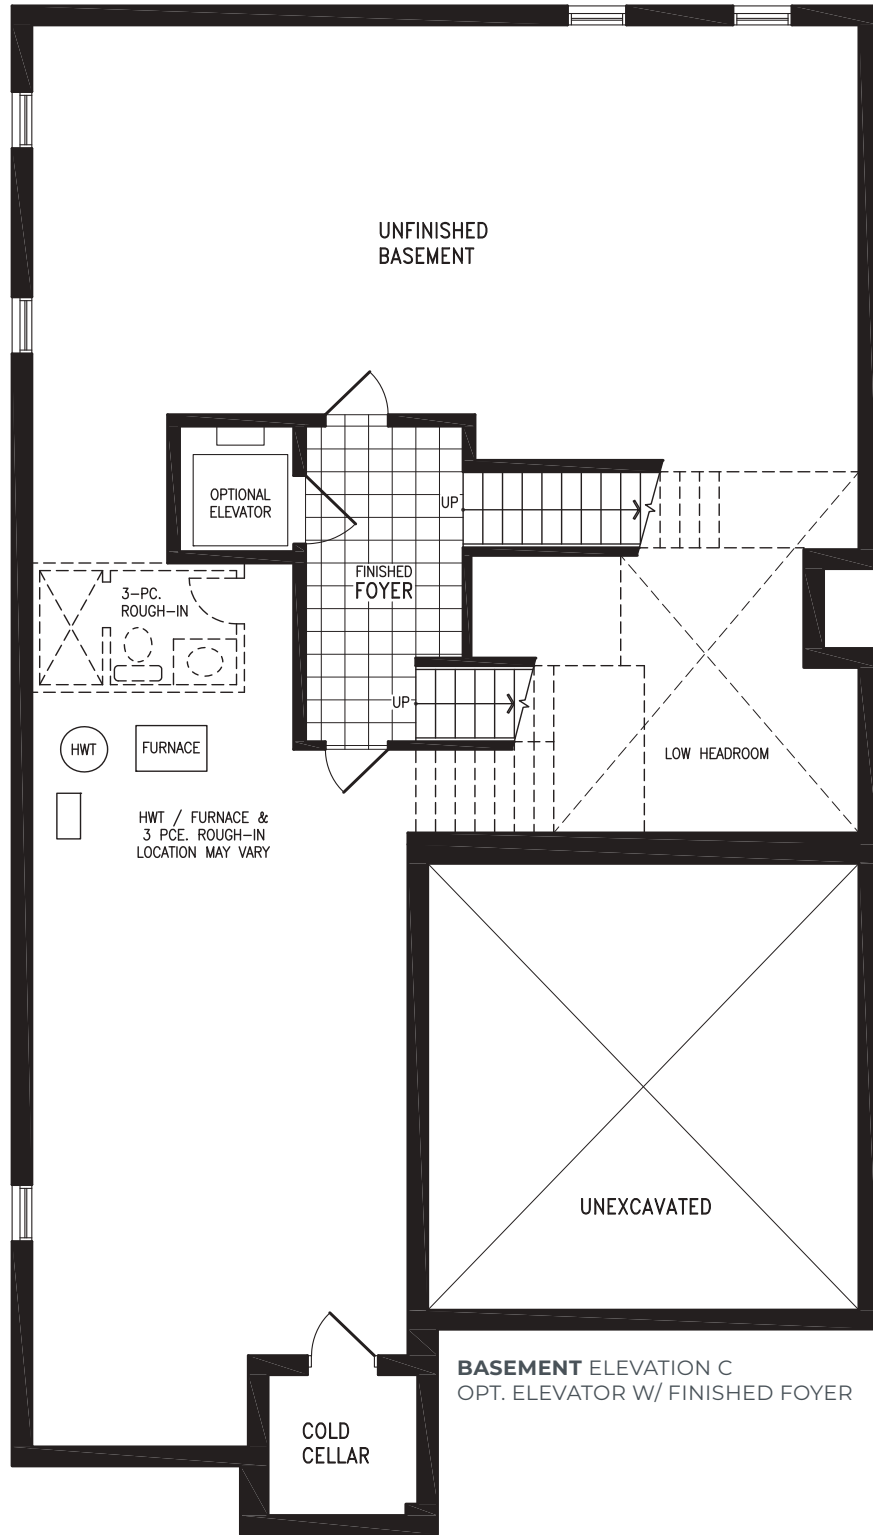 UNFINISHED
BASEMENT
OPTIONAL
ELEVATOR
UP
FINISHED
FOYER
3-PC.
ROUGH-IN
UP
HWT
FURNACE
LOW HEADROOM
HWT / FURNACE &
3 PCE. ROUGH-IN
LOCATION MAY VARY
UNEXCAVATED
BASEMENT ELEVATION C
OPT. ELEVATOR W/ FINISHED FOYER
COLD
CELLAR